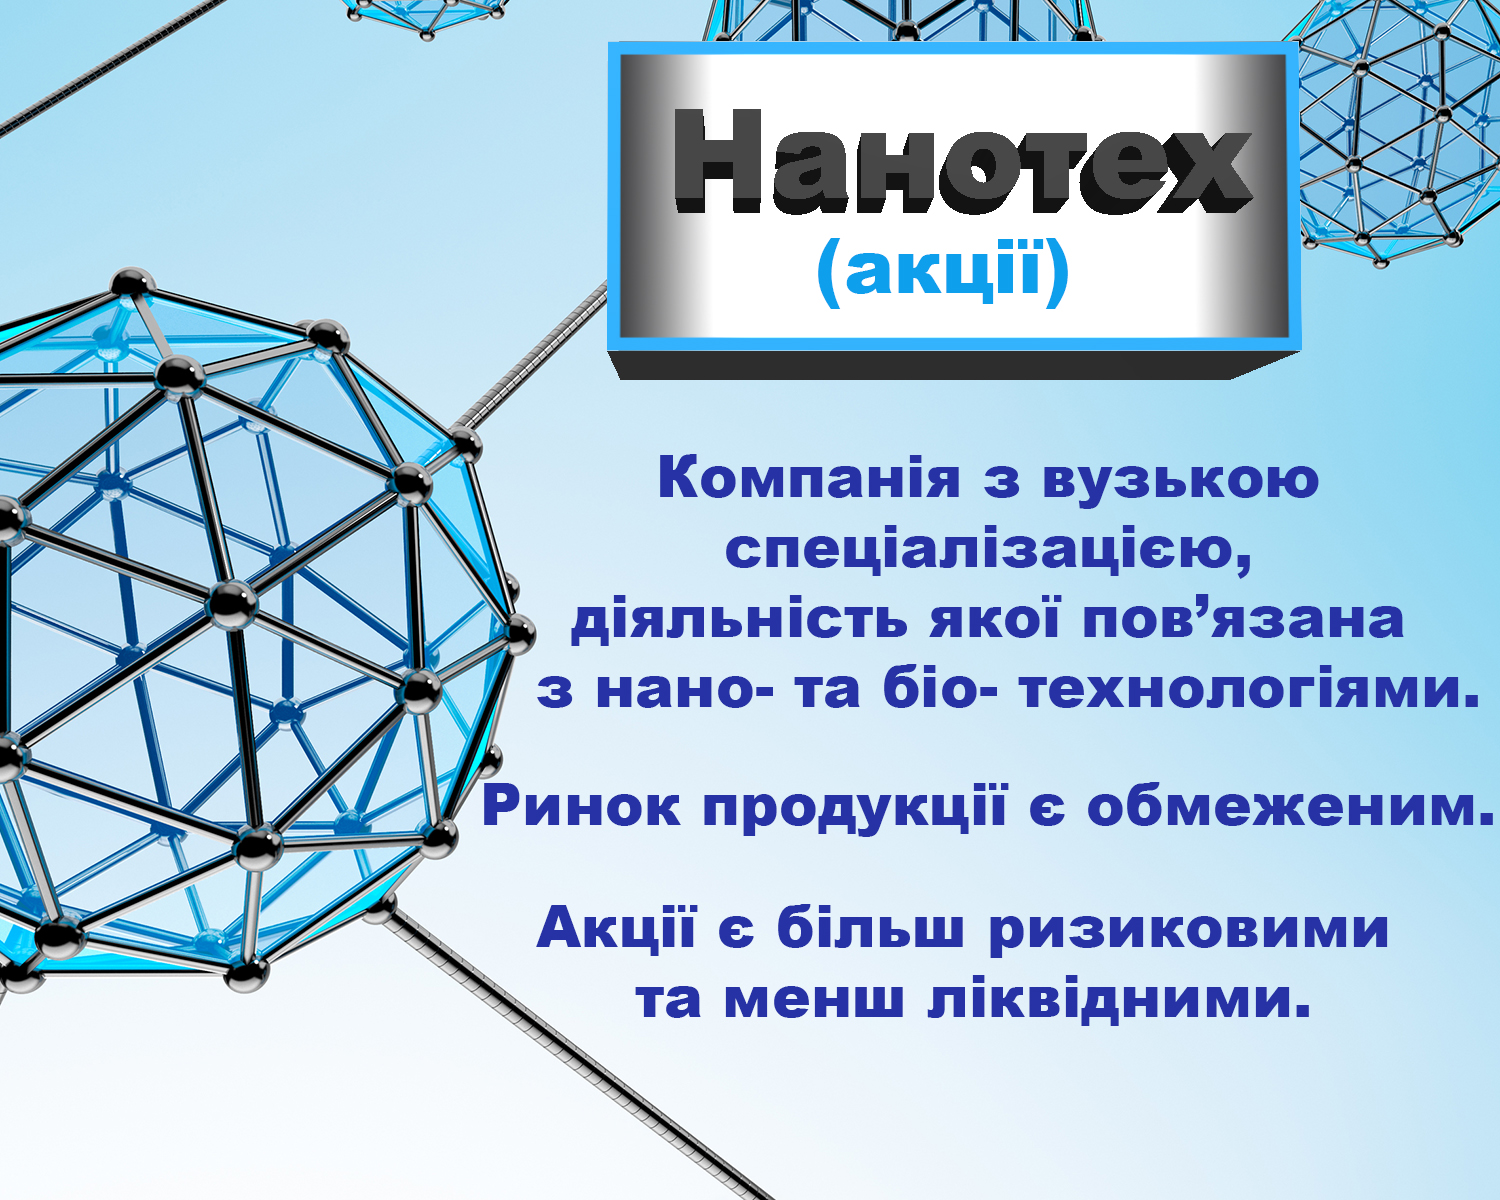 Нанотех
(акції)
Компанія з вузькою
спеціалізацією,
діяльність якої пов’язана
з нано- та біо- технологіями.
Ринок продукції є обмеженим.
Акції є більш ризиковими
та менш ліквідними.